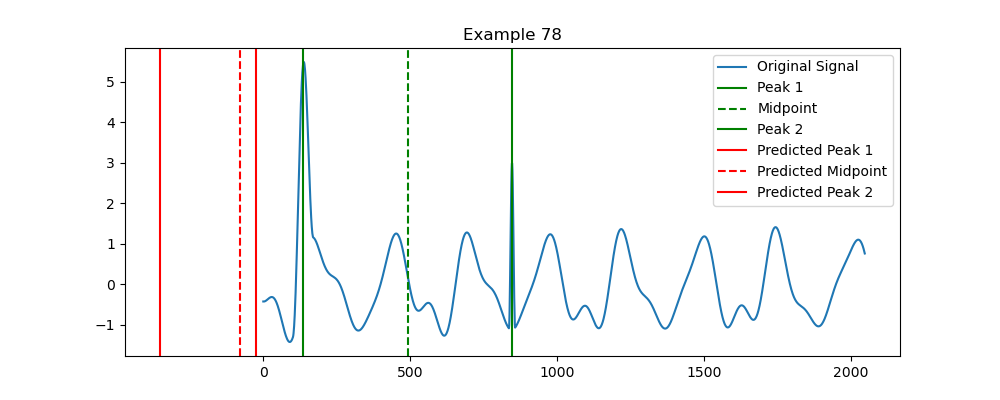 Example 78
Original Signal
Peak 1
Midpoint
Peak 2
Predicted Peak 1
Predicted Midpoint
Predicted Peak 2
5
4
3
2
1
0
−1
0 500 1000 1500 2000